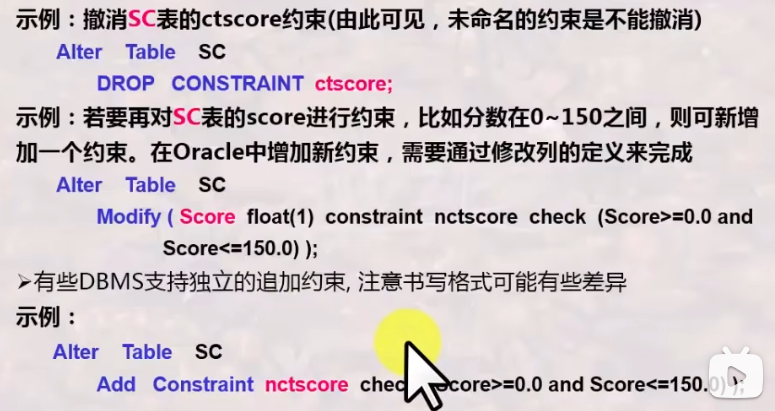 示例：撤消SC表的ctscore约束(由此可见，未命名的约束是不能撤消)
Alter Table SC
DROP CONSTRAINT ctscore;
示例：若要再对SC表的score进行约束，比如分数在0~150之间，则可新增
加一个约束。在Oracle中增加新约束，需要通过修改列的定义来完成
Alter Table SC
Modify ( Score float(1) constraint nctscore check (Score>=0.0 and
Score<=150.0) );
➢有些DBMS支持独立的追加约束, 注意书写格式可能有些差异
示例：
Alter Table SC
Add Constraint nctscore check Score>=0.0 and Score<=150.0) );